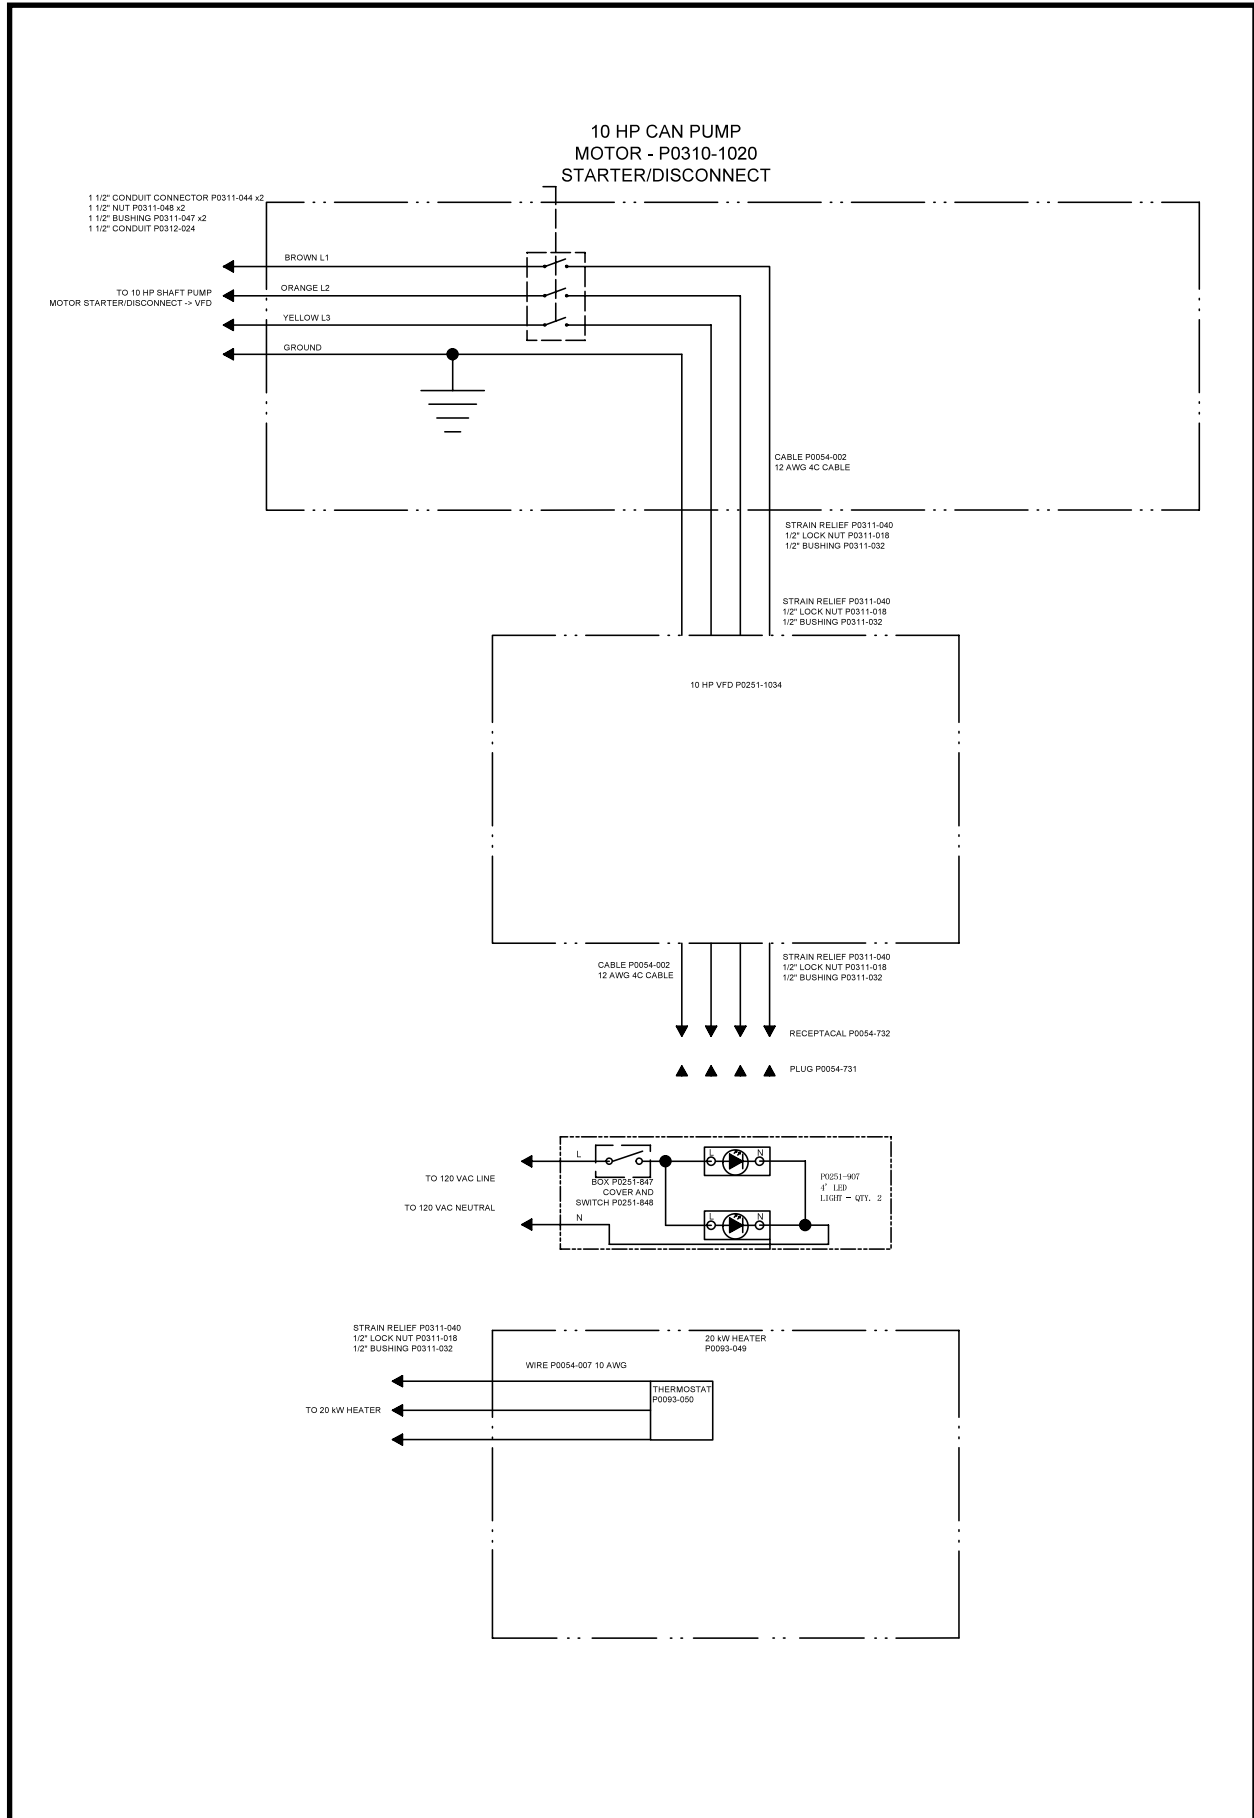 10 HP CAN PUMP
MOTOR - P0310-1020
STARTER/DISCONNECT
1 1/2" CONDUIT CONNECTOR P0311-044 x2
1 1/2" NUT P0311-048 x2
1 1/2" BUSHING P0311-047 x2
1 1/2" CONDUIT P0312-024
BROWN L1
TO 10 HP SHAFT PUMP
MOTOR STARTER/DISCONNECT -> VFD
ORANGE L2
YELLOW L3
GROUND
CABLE P0054-002
12 AWG 4C CABLE
STRAIN RELIEF P0311-040
1/2" LOCK NUT P0311-018
1/2" BUSHING P0311-032
STRAIN RELIEF P0311-040
1/2" LOCK NUT P0311-018
1/2" BUSHING P0311-032
10 HP VFD P0251-1034
CABLE P0054-002
12 AWG 4C CABLE
STRAIN RELIEF P0311-040
1/2" LOCK NUT P0311-018
1/2" BUSHING P0311-032
RECEPTACAL P0054-732
PLUG P0054-731
L
L N
TO 120 VAC LINE
BOX P0251-847
COVER AND
SWITCH P0251-848
P0251-907
4' LED
LIGHT - QTY. 2
TO 120 VAC NEUTRAL
N
L N
STRAIN RELIEF P0311-040
1/2" LOCK NUT P0311-018
1/2" BUSHING P0311-032
20 kW HEATER
P0093-049
WIRE P0054-007 10 AWG
THERMOSTAT
P0093-050
TO 20 kW HEATER